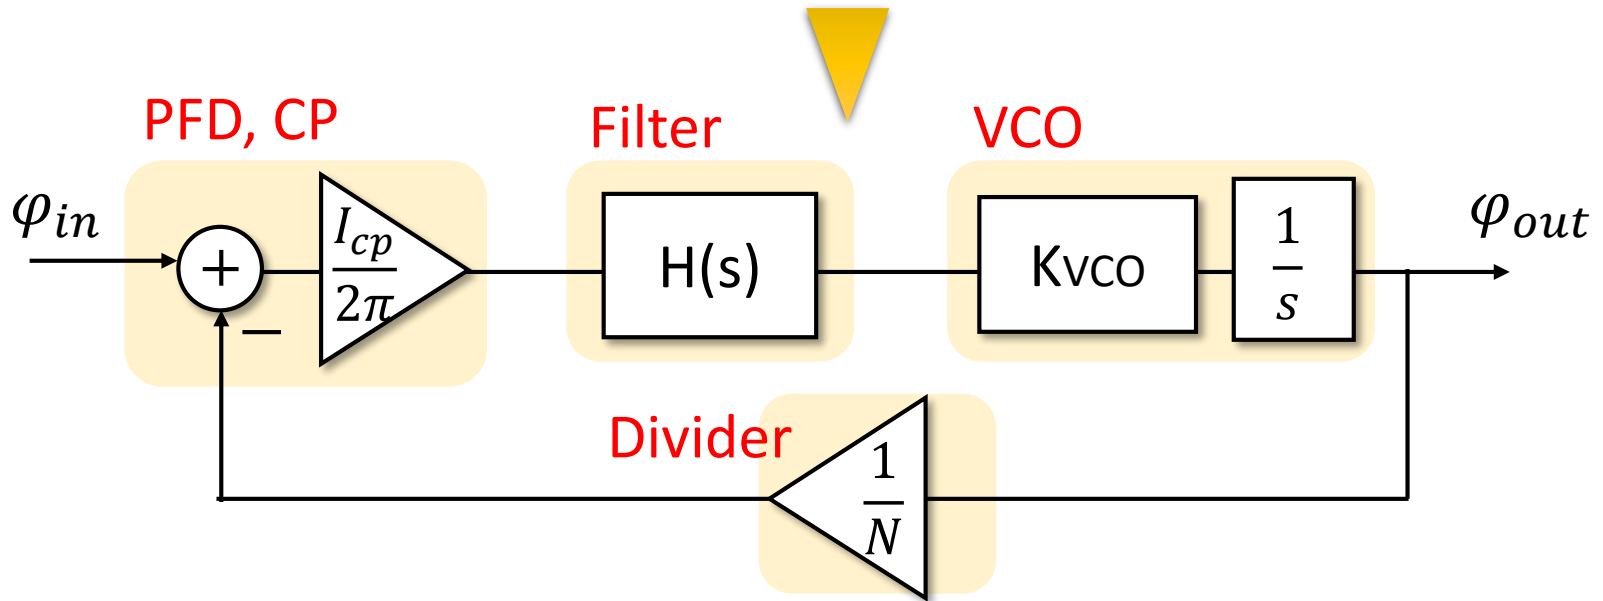 PFD, CP
Filter
VCO
φin
+
−
Icp
2π
H(s)
KVCO
1
s
φout
Divider
1
N